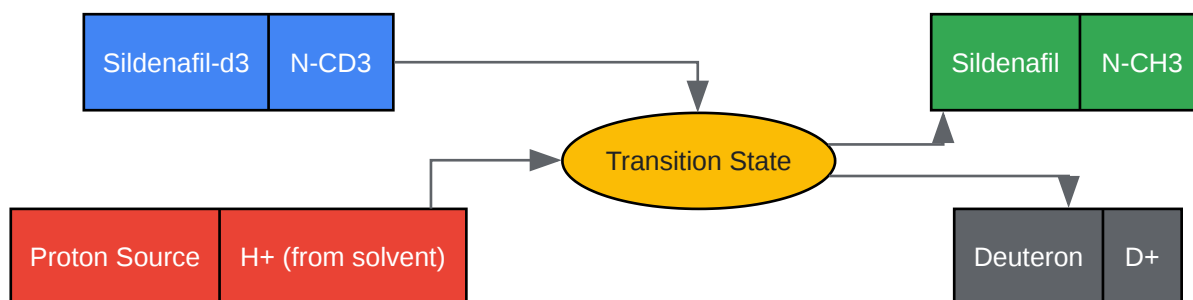 Sildenafil-d3 N-CD3
Sildenafil N-CH3
Transition State
Proton Source H+ (from solvent)
Deuteron D+